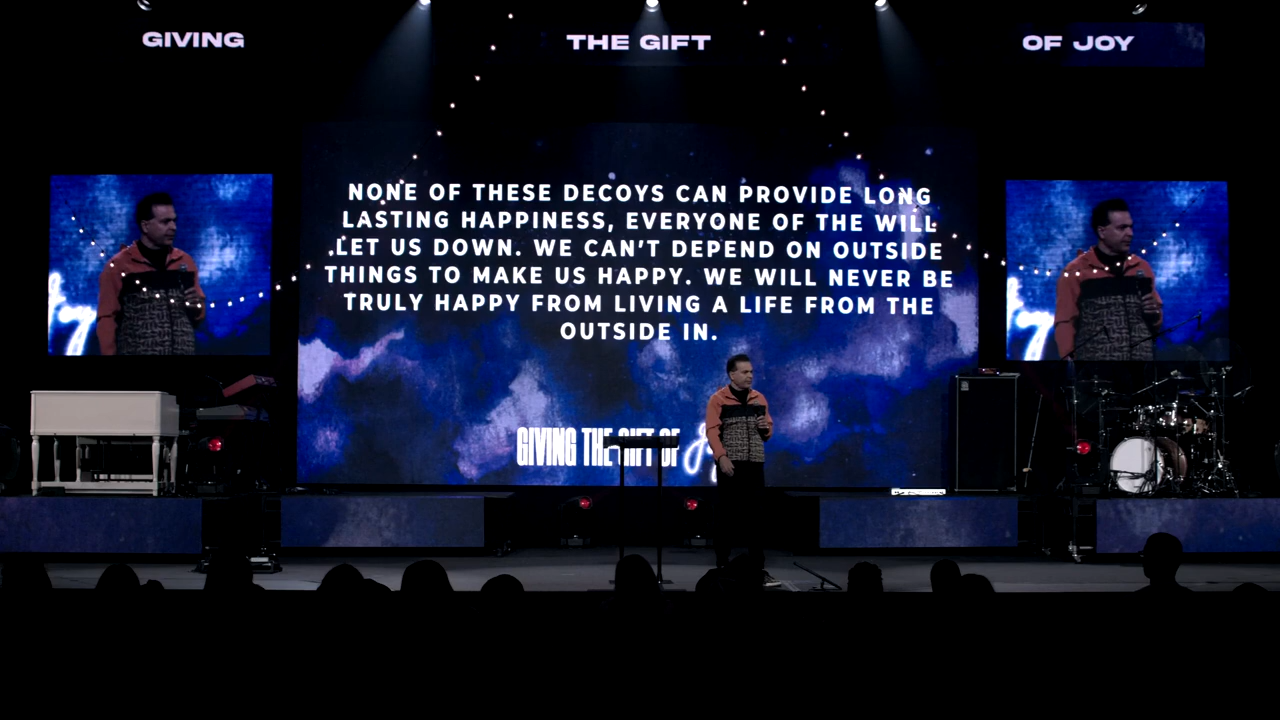 GIVING THE GIFT OF JOY
NONE OF THESE DECOYS CAN PROVIDE LONG
LASTING HAPPINESS, EVERYONE OF THE WILL
LET US DOWN. WE CAN'T DEPEND ON OUTSIDE
THINGS TO MAKE US HAPPY. WE WILL NEVER BE
TRULY HAPPY FROM LIVING A LIFE FROM THE
OUTSIDE IN.
GIVING THE GIFT OF